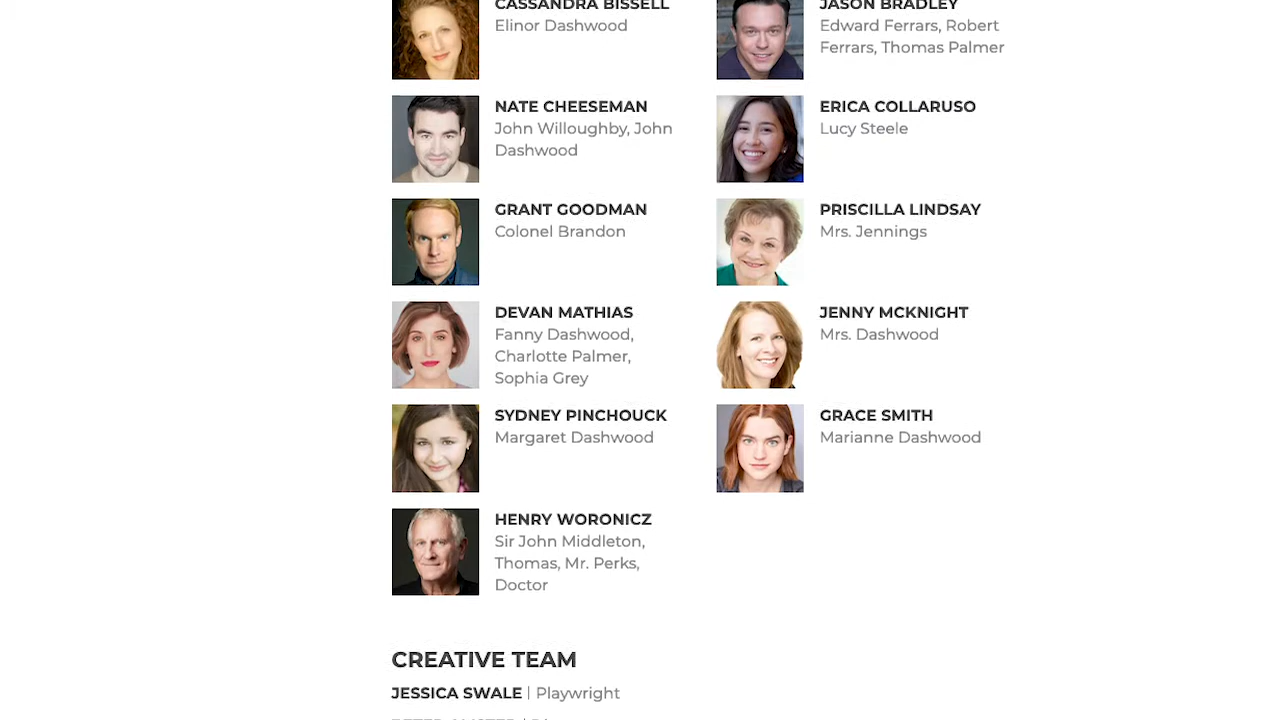 CASSANDRA BISSELL
Elinor Dashwood
JASON BRADLEY
Edward Ferrars, Robert
Ferrars, Thomas Palmer
NATE CHEESEMAN
John Willoughby, John
Dashwood
ERICA COLLARUSO
Lucy Steele
GRANT GOODMAN
Colonel Brandon
PRISCILLA LINDSAY
Mrs. Jennings
DEVAN MATHIAS
Fanny Dashwood,
Charlotte Palmer,
Sophia Grey
JENNY MCKNIGHT
Mrs. Dashwood
SYDNEY PINCHOUCK
Margaret Dashwood
GRACE SMITH
Marianne Dashwood
HENRY WORONICZ
Sir John Middleton,
Thomas, Mr. Perks,
Doctor
CREATIVE TEAM
JESSICA SWALE | Playwright